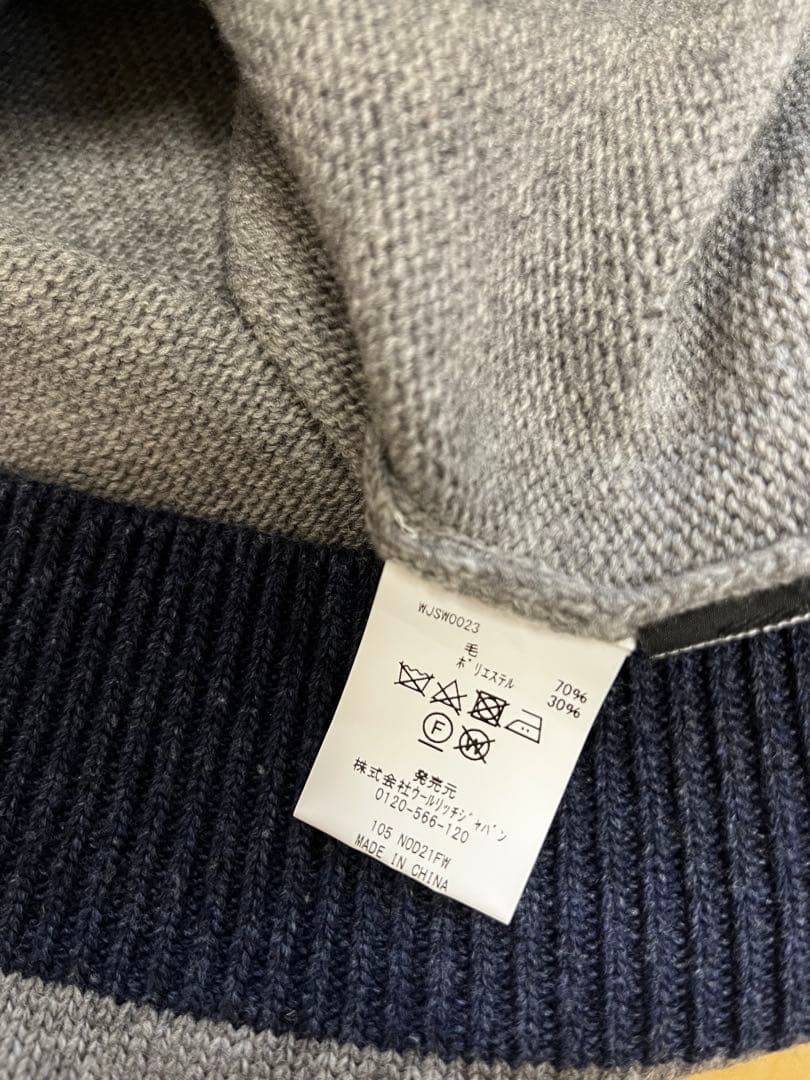 WJSW0023
毛 70%
ポリエステル 30%
F W
発売元
株式会社ウールリッチジャパン
0120-566-120
105 NOD21FW
MADE IN CHINA